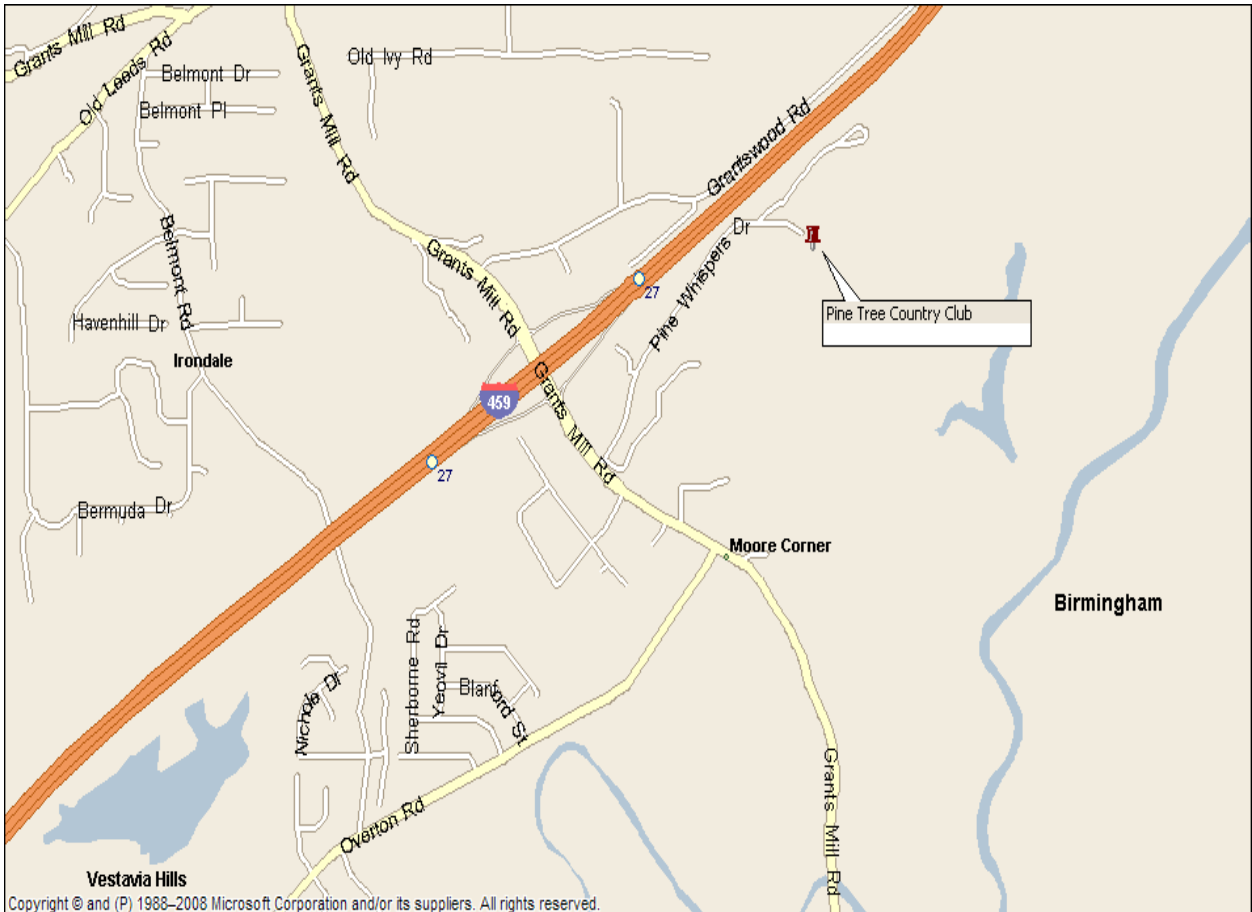 Grants Mill Rd
Old Leeds Rd
Belmont Dr
Belmont Pl
Grants Mill Rd
Old Ivy Rd
Grantswood Rd
Belmont Rd
Grants Mill Rd
Pine Whispers Dr
Pine Tree Country Club
27
Havenhill Dr
Irondale
459
Grants Mill Rd
27
Bermuda Dr
Moore Corner
Birmingham
Sherborne Rd
Yeovil Dr
Blanford St
Nichole Dr
Overton Rd
Grants Mill Rd
Vestavia Hills
Copyright © and (P) 1988–2008 Microsoft Corporation and/or its suppliers. All rights reserved.